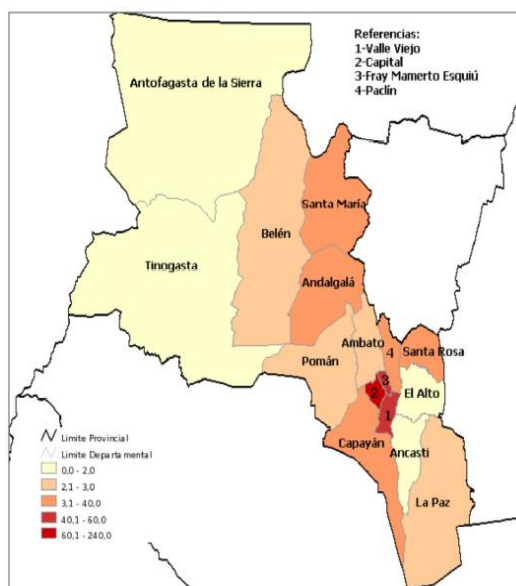 Referencias:
1-Valle Viejo
2-Capital
3-Fray Mamerto Esquiú
4-Paclín
Antofagasta de la Sierra
Santa María
Belén
Tinogasta
Andalgalá
Ambato
Pomán
4
Santa Rosa
3
2
El Alto
1
Capayán
Ancasti
La Paz
Limite Provincial
Limite Departamental
0,0 - 2,0
2,1 - 3,0
3,1 - 40,0
40,1 - 60,0
60,1 - 240,0